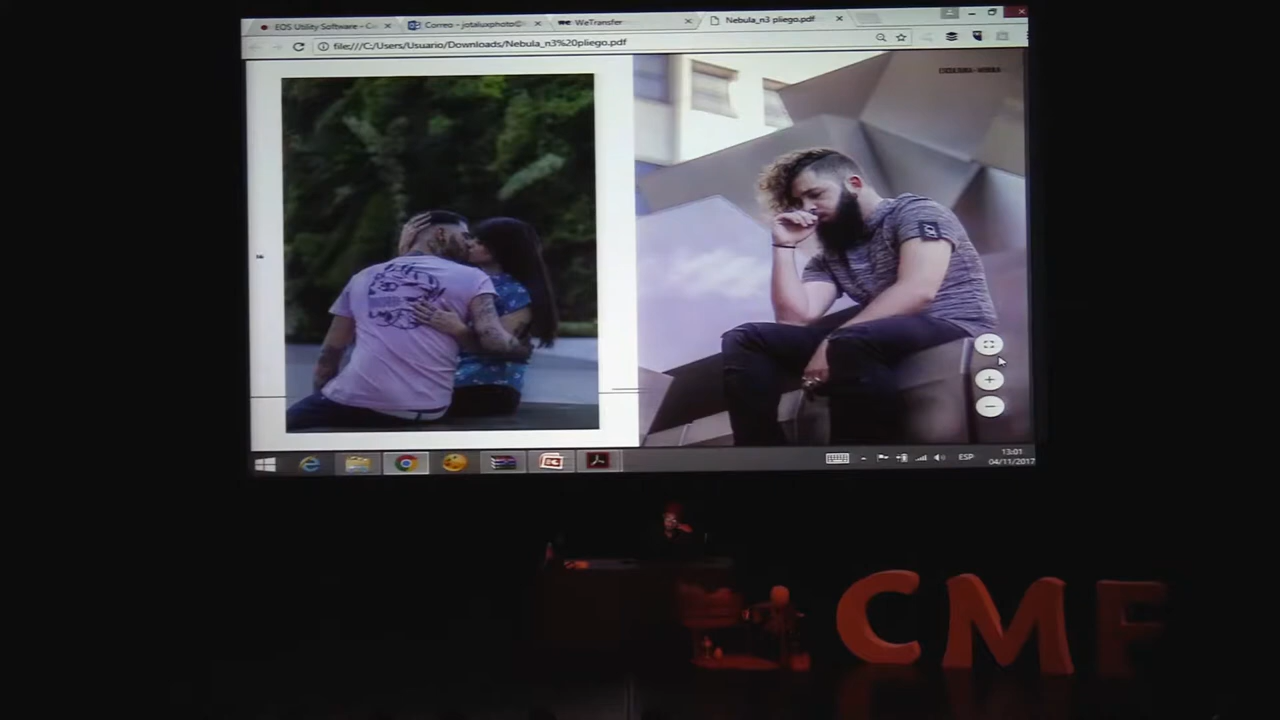 EOS Utility Software - C
Correo - jotaluxphoto@
we WeTransfer
Nebula_n3 pliego.pdf
file:///C:/Users/Usuario/Downloads/Nebula_n3%20pliego.pdf
ESP
13:01
04/11/2017
CMF